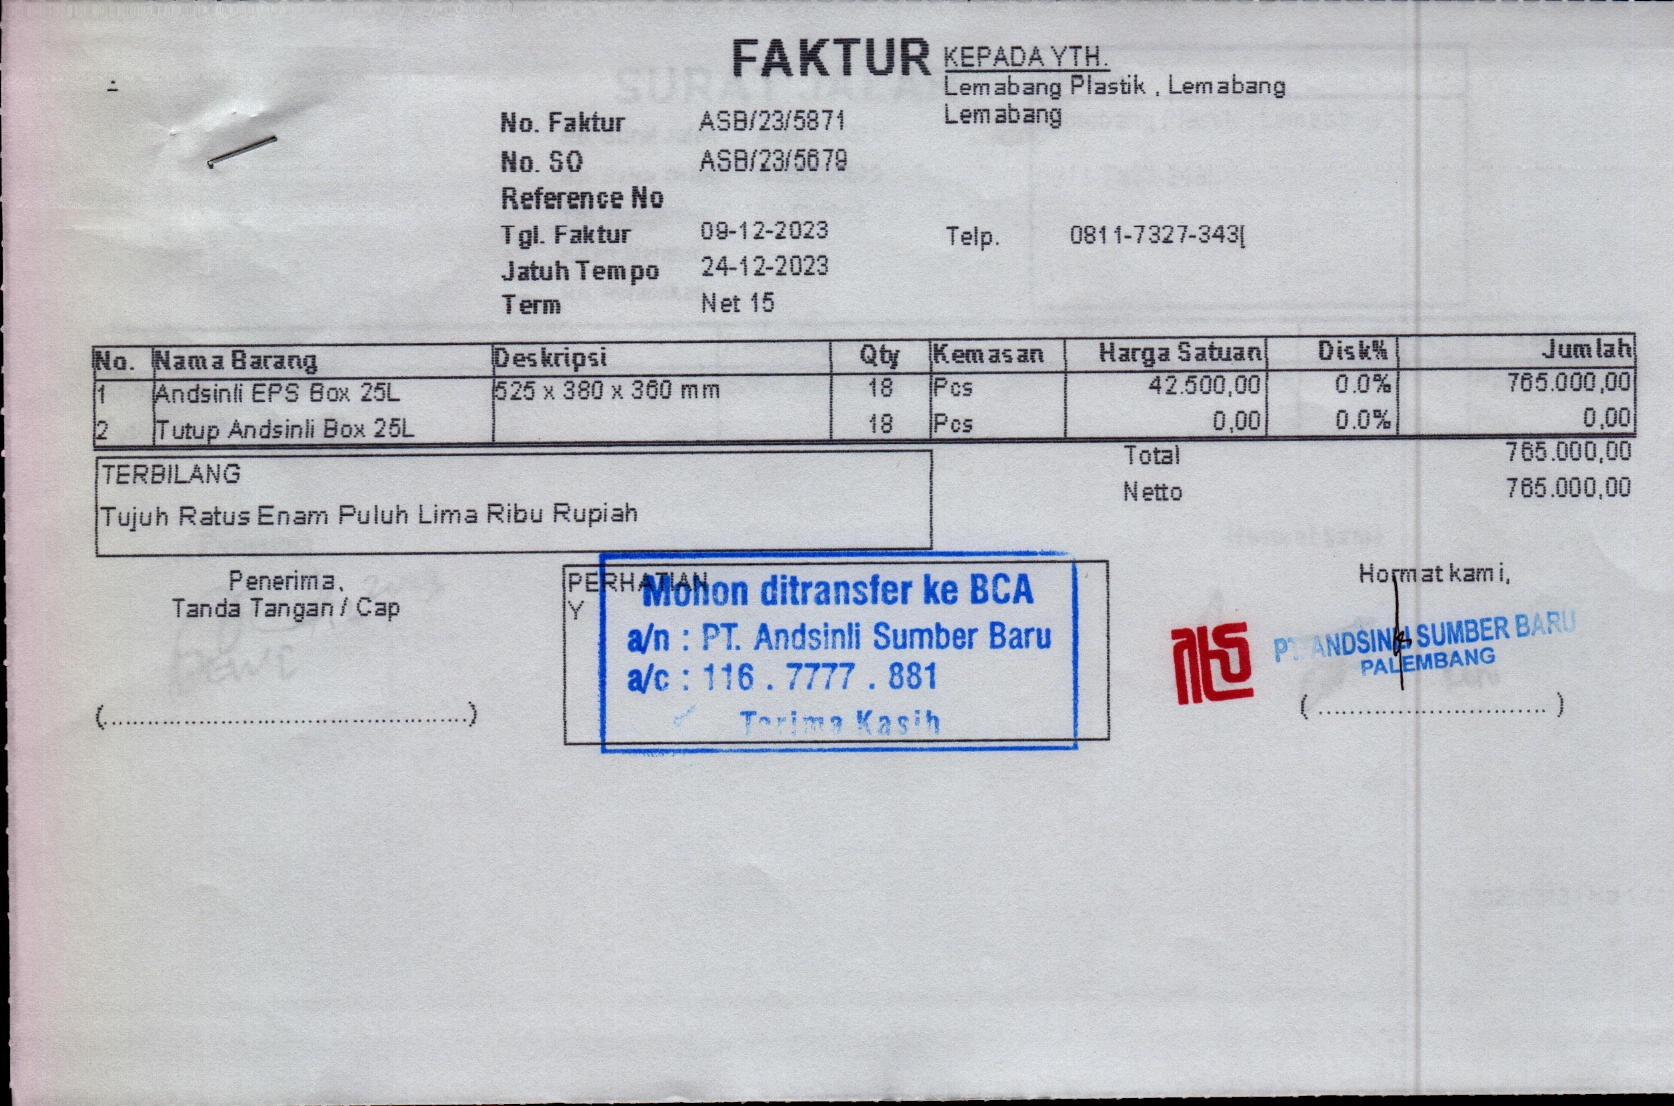 FAKTUR
KEPADA YTH.
Lemabang Plastik , Lemabang
Lemabang
No. Faktur ASB/23/5871
No. SO ASB/23/5679
Reference No
Tgl. Faktur 09-12-2023
Telp. 0811-7327-343
Jatuh Tempo 24-12-2023
Term Net 15
No. Nama Barang Deskripsi Qty Kemasan Harga Satuan Disk% Jumlah
1 Andsinli EPS Box 25L 525 x 380 x 360 mm 18 Pcs 42.500,00 0.0% 765.000,00
2 Tutup Andsinli Box 25L 18 Pcs 0,00 0.0% 0,00
Total 765.000,00
Netto 765.000,00
TERBILANG
Tujuh Ratus Enam Puluh Lima Ribu Rupiah
Penerima,
Tanda Tangan / Cap
(...............................................)
PERHATIAN
Y
Mohon ditransfer ke BCA
a/n : PT. Andsinli Sumber Baru
a/c : 116 . 7777 . 881
Terima Kasih
Hormat kami,
PT. ANDSINLI SUMBER BARU
PALEMBANG
( ............................ )